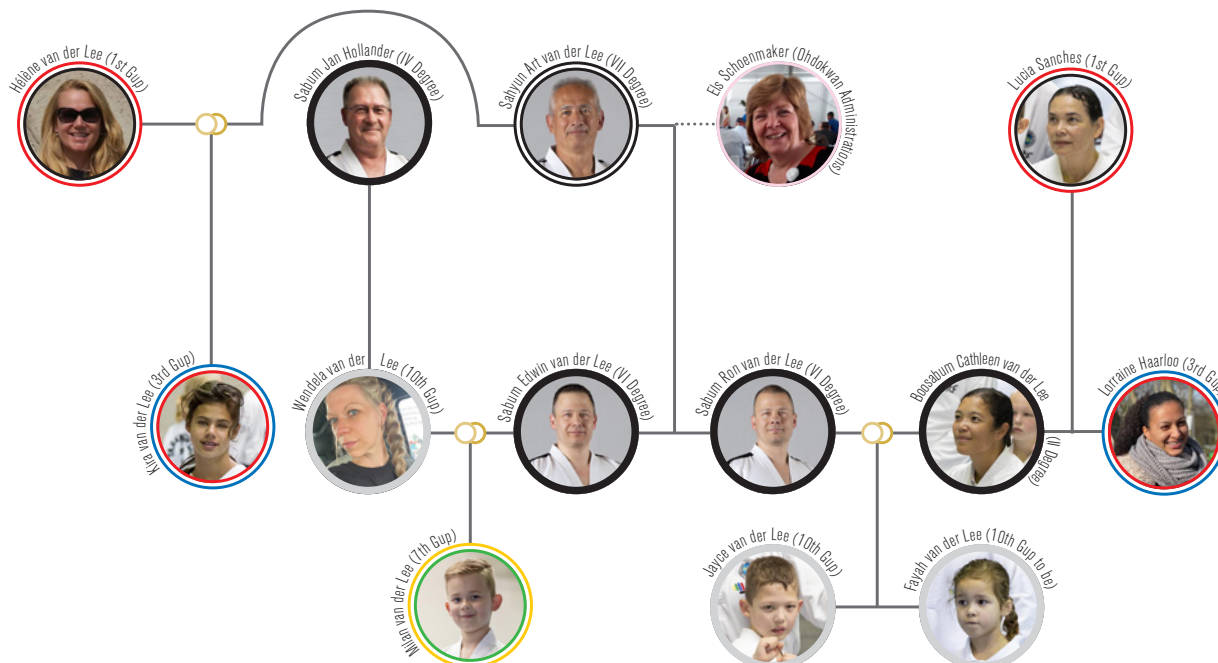 Hélène van der Lee (1st Gup)
Sabum Jan Hollander (IV Degree)
Sahyun Art van der Lee (VII Degree)
Els Schoenmaker (Ohdokwan Administrations)
Lucia Sanches (1st Gup)
Kira van der Lee (3rd Gup)
Wendela van der Lee (10th Gup)
Sabum Edwin van der Lee (VI Degree)
Sabum Ron van der Lee (VI Degree)
Boosabum Cathleen van der Lee
(II Degree)
Lorraine Haarloo (3rd Gup
Milan van der Lee (7th Gup)
Jayce van der Lee (10th Gup)
Fayah van der Lee (10th Gup to be)